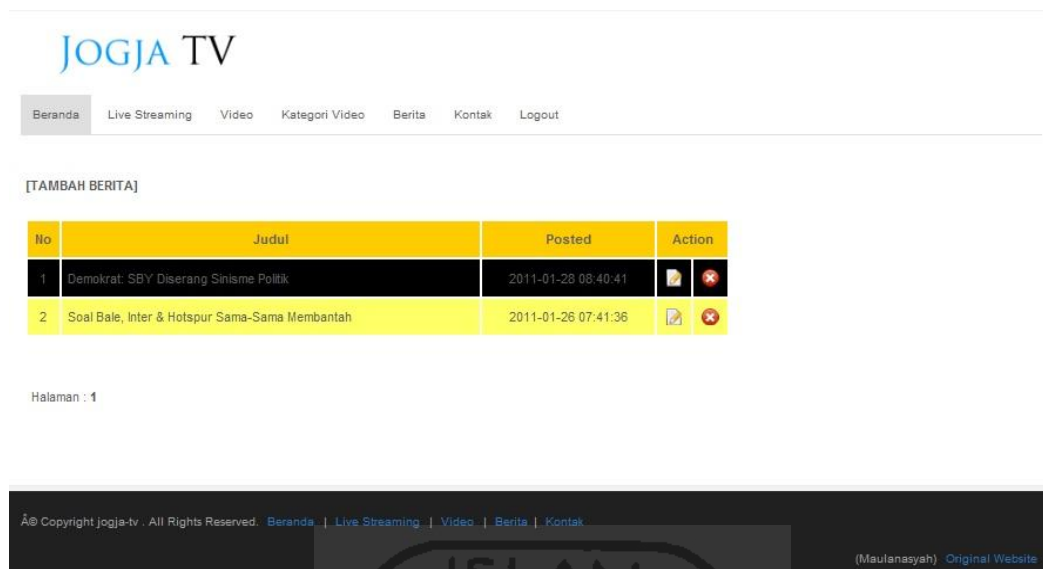 JOGJA TV
Beranda Live Streaming Video Kategori Video Berita Kontak Logout
[TAMBAH BERITA]
No Judul Posted Action
1 Demokrat: SBY Diserang Sinisme Politik 2011-01-28 08:40:41
2 Soal Bale, Inter & Hotspur Sama-Sama Membantah 2011-01-26 07:41:36
Halaman : 1
Â© Copyright jogja-tv . All Rights Reserved. Beranda | Live Streaming | Video | Berita | Kontak
(Maulanasyah) Original Website